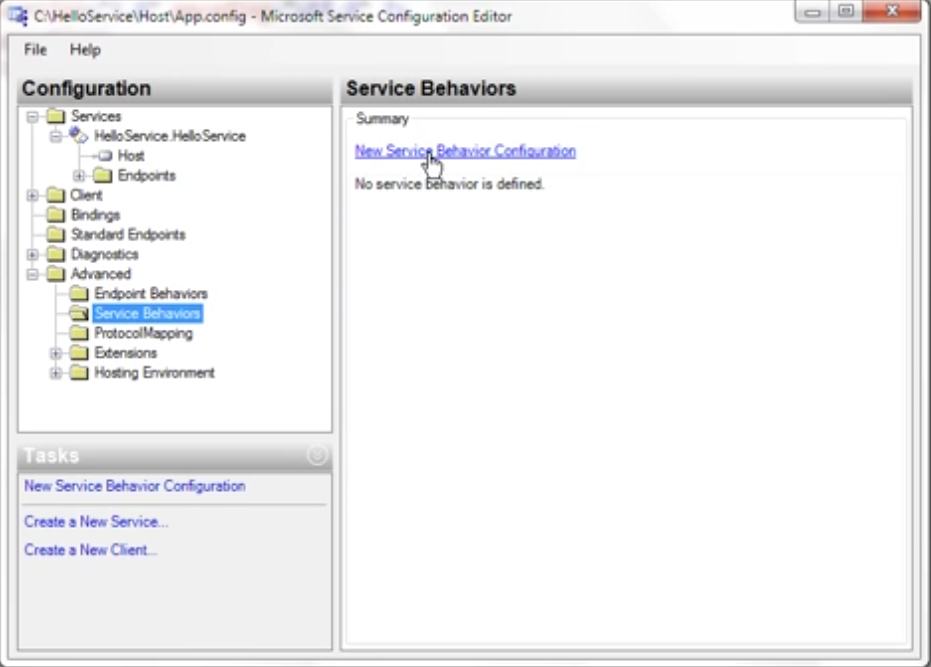 C:\HelloService\Host\App.config - Microsoft Service Configuration Editor
File Help
Configuration
Services
HelloService.HelloService
Host
Endpoints
Client
Bindings
Standard Endpoints
Diagnostics
Advanced
Endpoint Behaviors
Service Behaviors
ProtocolMapping
Extensions
Hosting Environment
Tasks
New Service Behavior Configuration
Create a New Service...
Create a New Client...
Service Behaviors
Summary
New Service Behavior Configuration
No service behavior is defined.